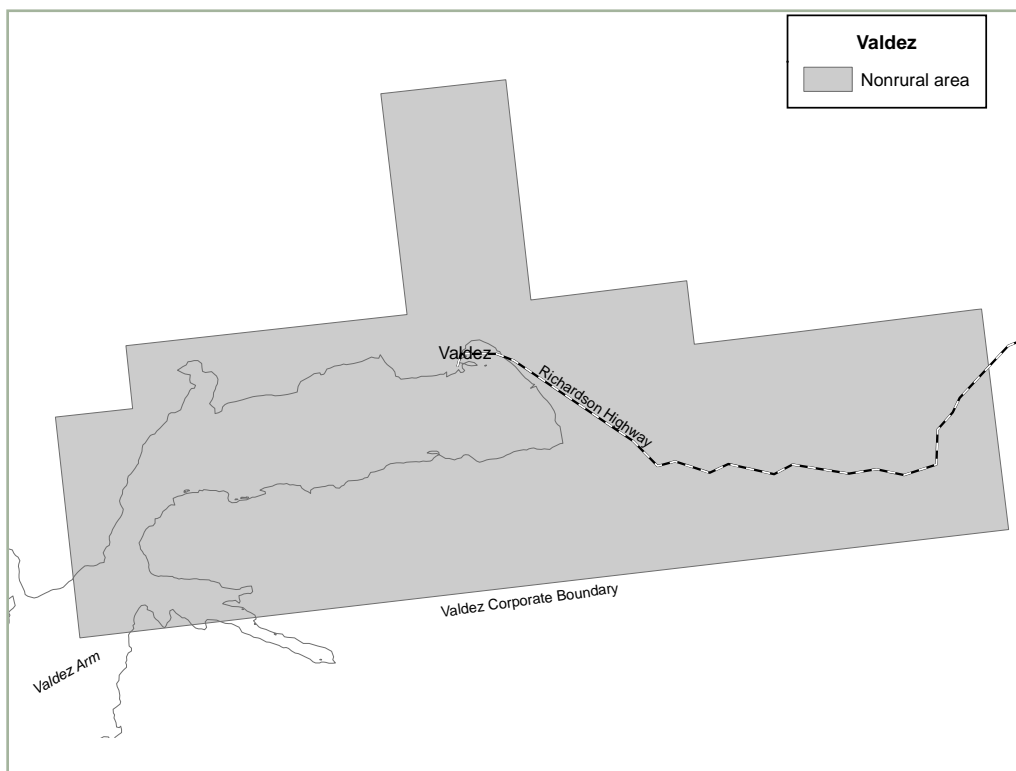 Valdez
Nonrural area
Valdez
Richardson Highway
Valdez Corporate Boundary
Valdez Arm